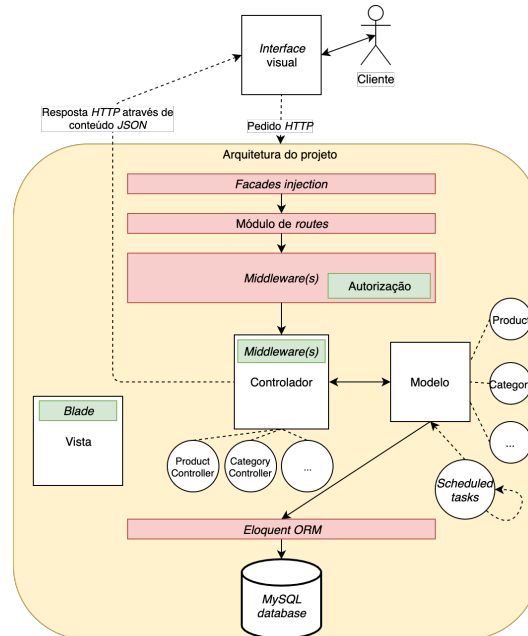 Interface
visual
Cliente
Resposta HTTP através de
conteúdo JSON
Pedido HTTP
Arquitetura do projeto
Facades injection
Módulo de routes
Middleware(s)
Autorização
Middleware(s)
Controlador
Modelo
Product
Categor
...
Blade
Vista
Product
Controller
Category
Controller
...
Scheduled
tasks
Eloquent ORM
MySQL
database